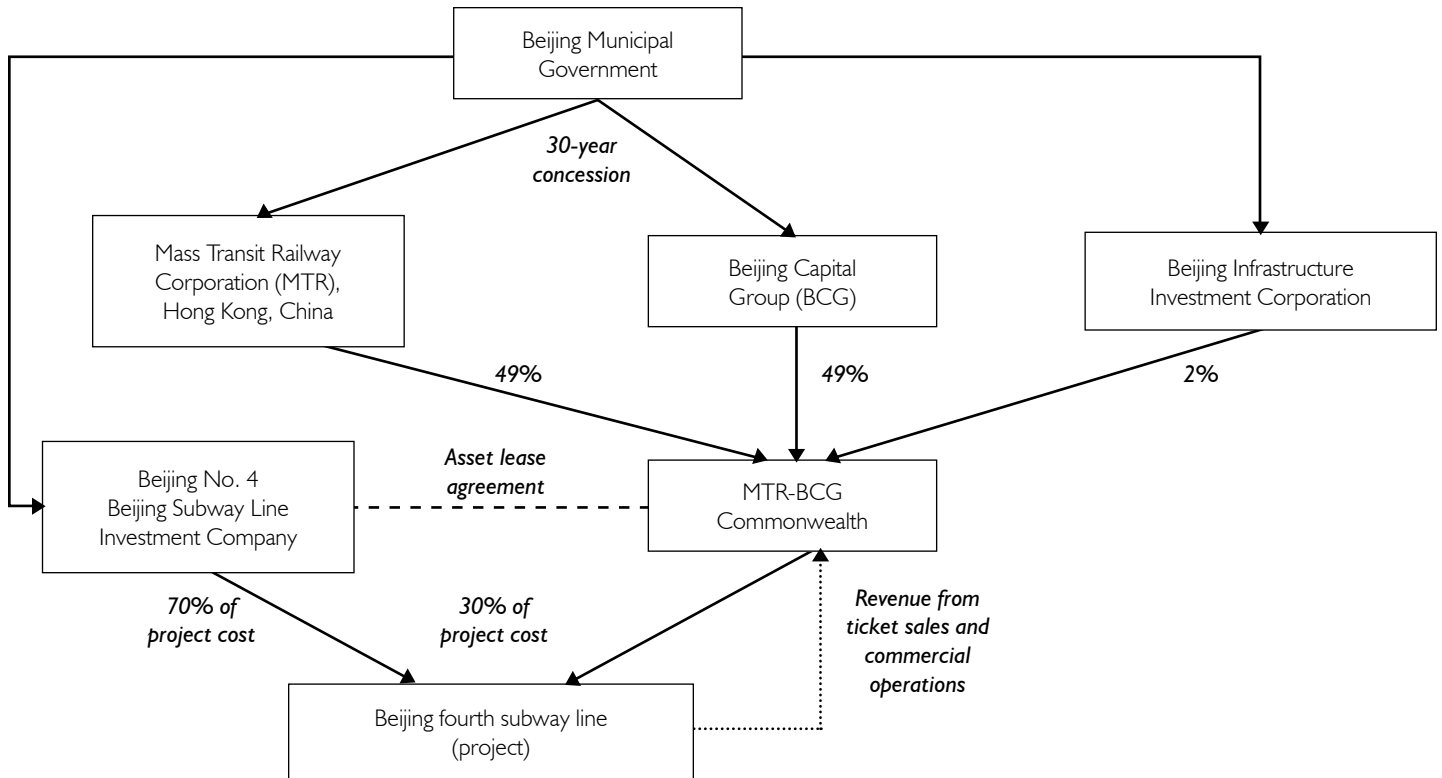 Beijing Municipal
Government
30-year
concession
Mass Transit Railway
Corporation (MTR),
Hong Kong, China
Beijing Capital
Group (BCG)
Beijing Infrastructure
Investment Corporation
49%
49%
2%
Beijing No. 4
Beijing Subway Line
Investment Company
Asset lease
agreement
MTR-BCG
Commonwealth
70% of
project cost
30% of
project cost
Revenue from
ticket sales and
commercial
operations
Beijing fourth subway line
(project)